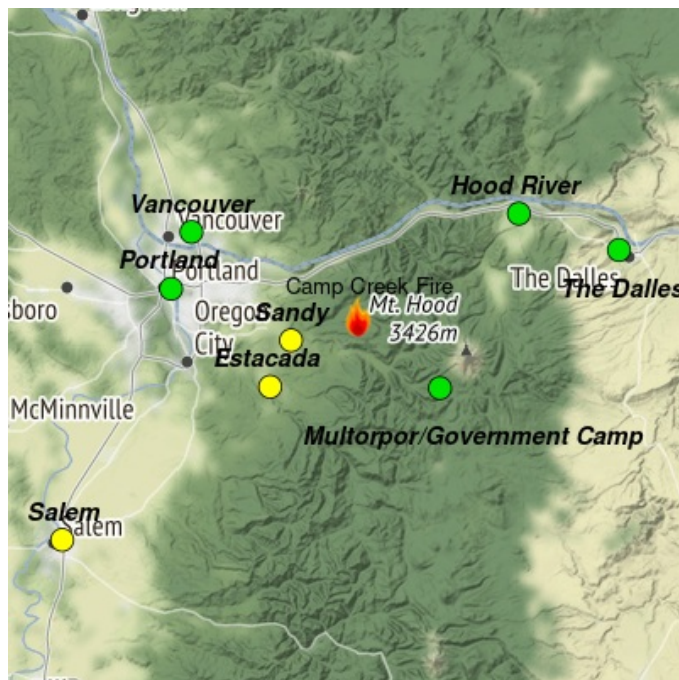 Hood River
Vancouver
Vancouver
Portland
Portland
The Dalles
The Dalles
Camp Creek Fire
Mt. Hood
3426m
sboro
Oregon
City
Sandy
Estacada
McMinnville
Multorpor/Government Camp
Salem
Salem